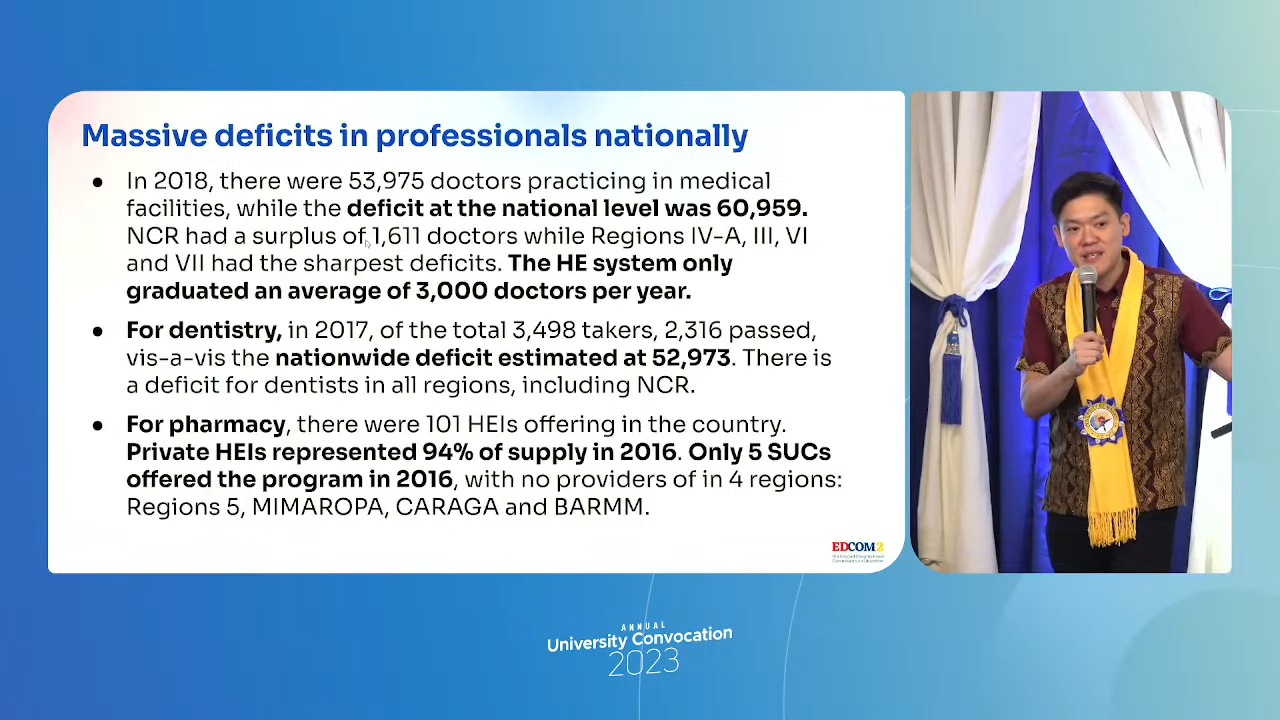 Massive deficits in professionals nationally
● In 2018, there were 53,975 doctors practicing in medical
facilities, while the deficit at the national level was 60,959.
NCR had a surplus of 1,611 doctors while Regions IV-A, III, VI
and VII had the sharpest deficits. The HE system only
graduated an average of 3,000 doctors per year.
● For dentistry, in 2017, of the total 3,498 takers, 2,316 passed,
vis-a-vis the nationwide deficit estimated at 52,973. There is
a deficit for dentists in all regions, including NCR.
● For pharmacy, there were 101 HEIs offering in the country.
Private HEIs represented 94% of supply in 2016. Only 5 SUCs
offered the program in 2016, with no providers of in 4 regions:
Regions 5, MIMAROPA, CARAGA and BARMM.
EDCOM 2
The Second Congressional
Commission on Education
ANNUAL
University Convocation
2023